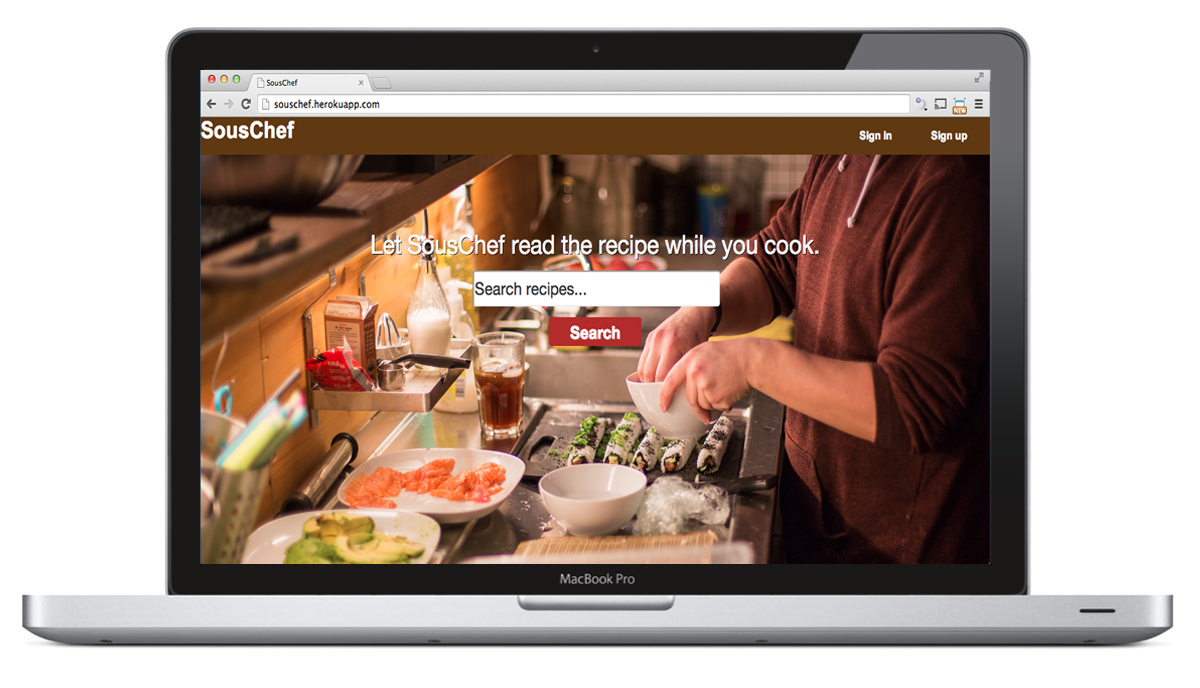 SousChef
souschef.herokuapp.com
NEW
SousChef
Sign in
Sign up
Let SousChef read the recipe while you cook.
Search recipes...
Search
MacBook Pro